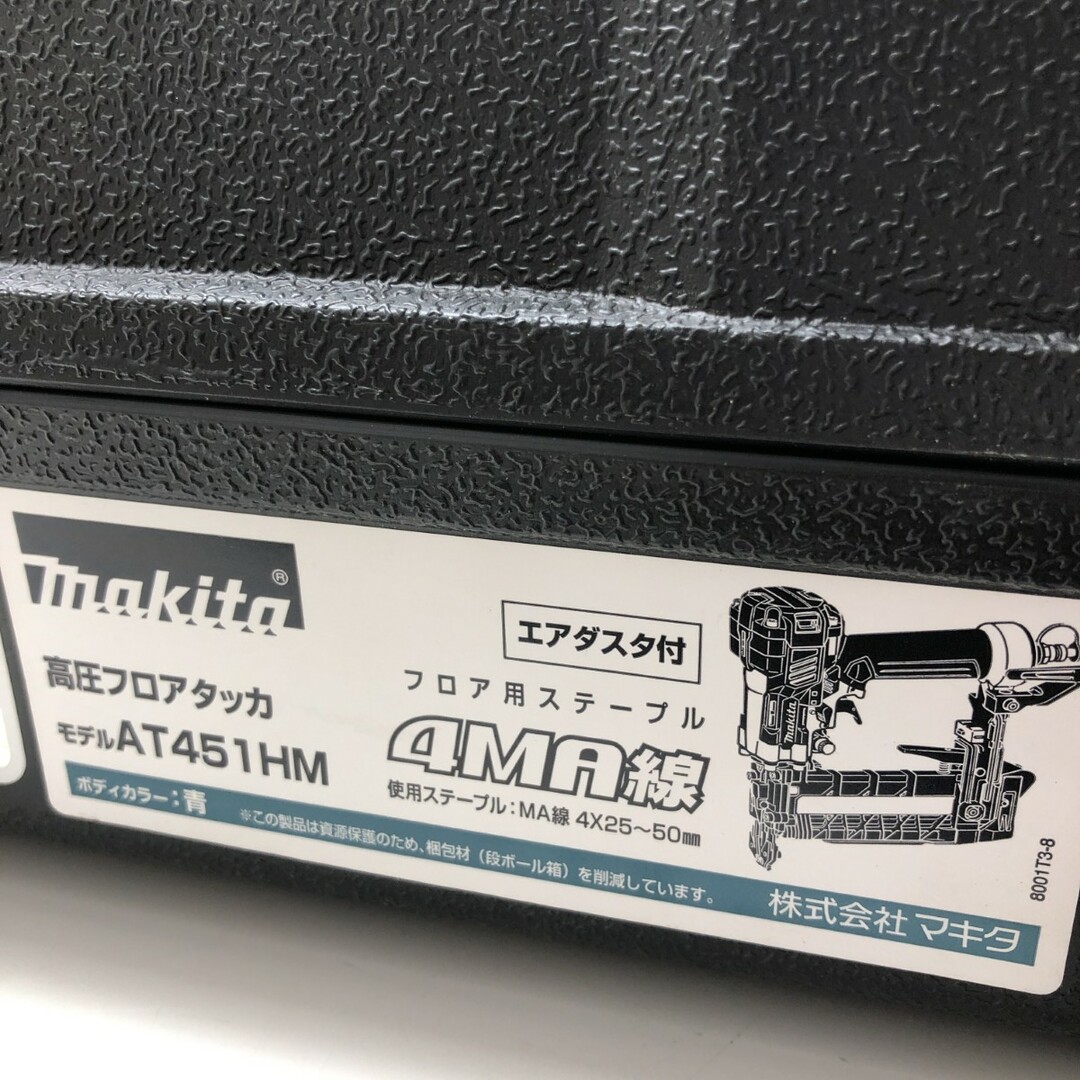 makita®
高圧フロアタッカ
モデルAT451HM
エアダスタ付
フロア用ステープル
4MA線
使用ステープル:MA線 4X25～50㎜
makita
ボディカラー:青
※この製品は資源保護のため、梱包材(段ボール箱)を削減しています。
株式会社 マキタ
8001T3-8